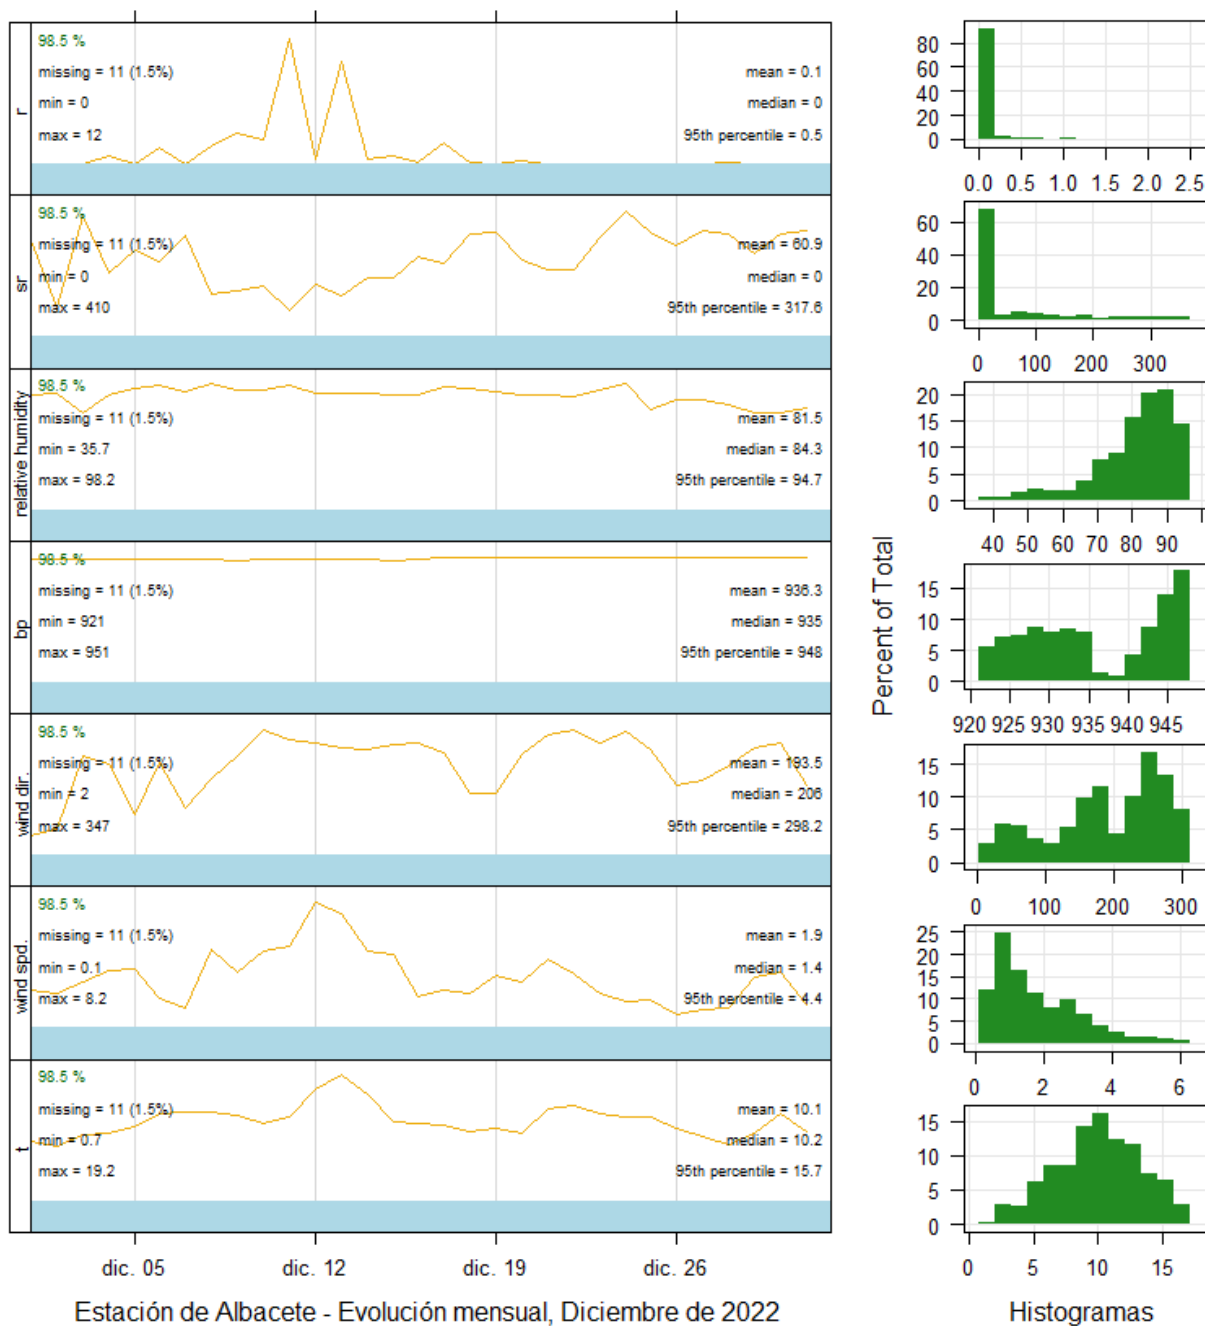 r
98.5 %
missing = 11 (1.5%)
min = 0
max = 12
mean = 0.1
median = 0
95th percentile = 0.5
sr
98.5 %
missing = 11 (1.5%)
min = 0
max = 410
mean = 60.9
median = 0
95th percentile = 317.6
relative humidity
98.5 %
missing = 11 (1.5%)
min = 35.7
max = 98.2
mean = 81.5
median = 84.3
95th percentile = 94.7
bp
98.5 %
missing = 11 (1.5%)
min = 921
max = 951
mean = 936.3
median = 935
95th percentile = 948
wind dir.
98.5 %
missing = 11 (1.5%)
min = 2
max = 347
mean = 193.5
median = 206
95th percentile = 298.2
wind spd.
98.5 %
missing = 11 (1.5%)
min = 0.1
max = 8.2
mean = 1.9
median = 1.4
95th percentile = 4.4
t
98.5 %
missing = 11 (1.5%)
min = 0.7
max = 19.2
mean = 10.1
median = 10.2
95th percentile = 15.7
dic. 05 dic. 12 dic. 19 dic. 26
Estación de Albacete - Evolución mensual, Diciembre de 2022
Percent of Total
80
60
40
20
0
0.0 0.5 1.0 1.5 2.0 2.5
60
40
20
0
0 100 200 300
20
15
10
5
0
40 50 60 70 80 90
15
10
5
0
920 925 930 935 940 945
15
10
5
0
0 100 200 300
25
20
15
10
5
0
0 2 4 6
15
10
5
0
0 5 10 15
Histogramas